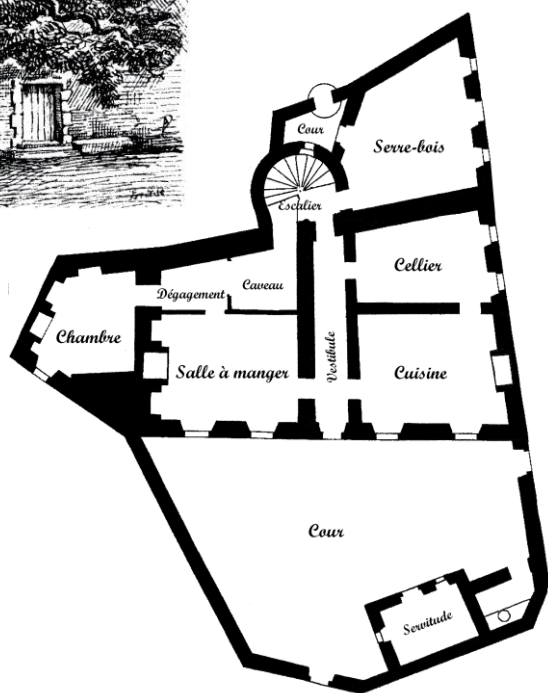 Cour
Serre-bois
Escalier
Cellier
Dégagement
Caveau
Chambre
Salle à manger
Vestibule
Cuisine
Cour
Servitude